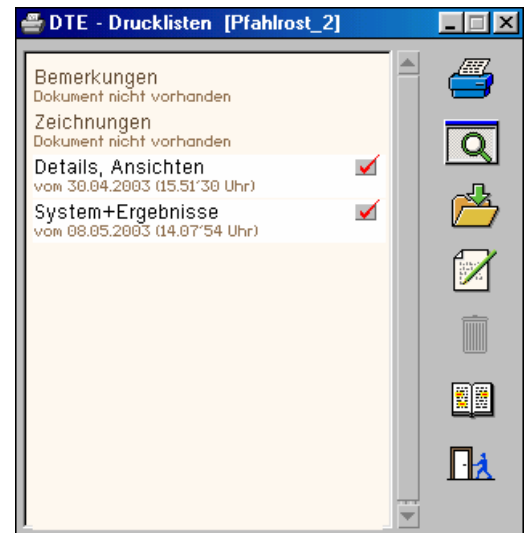 DTE - Drucklisten [Pfahlrost_2]
Bemerkungen
Dokument nicht vorhanden
Zeichnungen
Dokument nicht vorhanden
Details, Ansichten
vom 30.04.2003 (15.51'30 Uhr)
System+Ergebnisse
vom 08.05.2003 (14.07'54 Uhr)